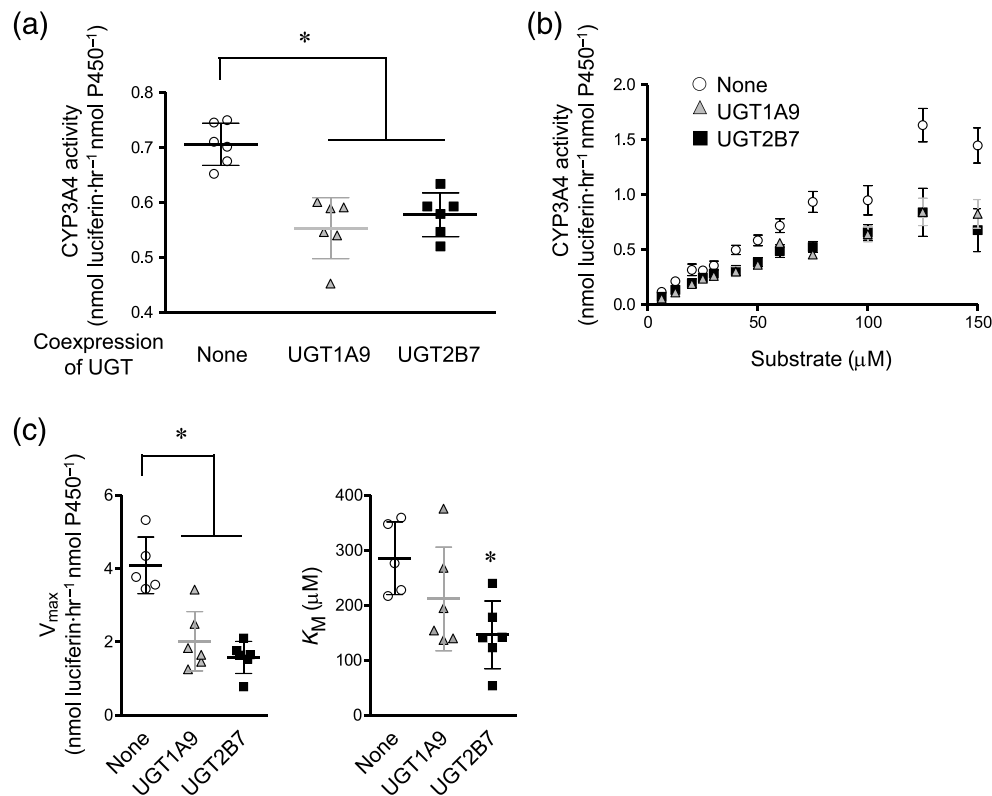 (a)
*
CYP3A4 activity
(nmol luciferin·hr⁻¹ nmol P450⁻¹)
0.8
0.7
0.6
0.5
0.4
Coexpression
of UGT
None
UGT1A9
UGT2B7
(b)
CYP3A4 activity
(nmol luciferin·hr⁻¹ nmol P450⁻¹)
2.0
1.5
1.0
0.5
0.0
None
UGT1A9
UGT2B7
0
50
100
150
Substrate (μM)
(c)
*
Vmax
(nmol luciferin·hr⁻¹ nmol P450⁻¹)
6
4
2
0
None
UGT1A9
UGT2B7
KM (μM)
400
300
200
100
0
*
None
UGT1A9
UGT2B7